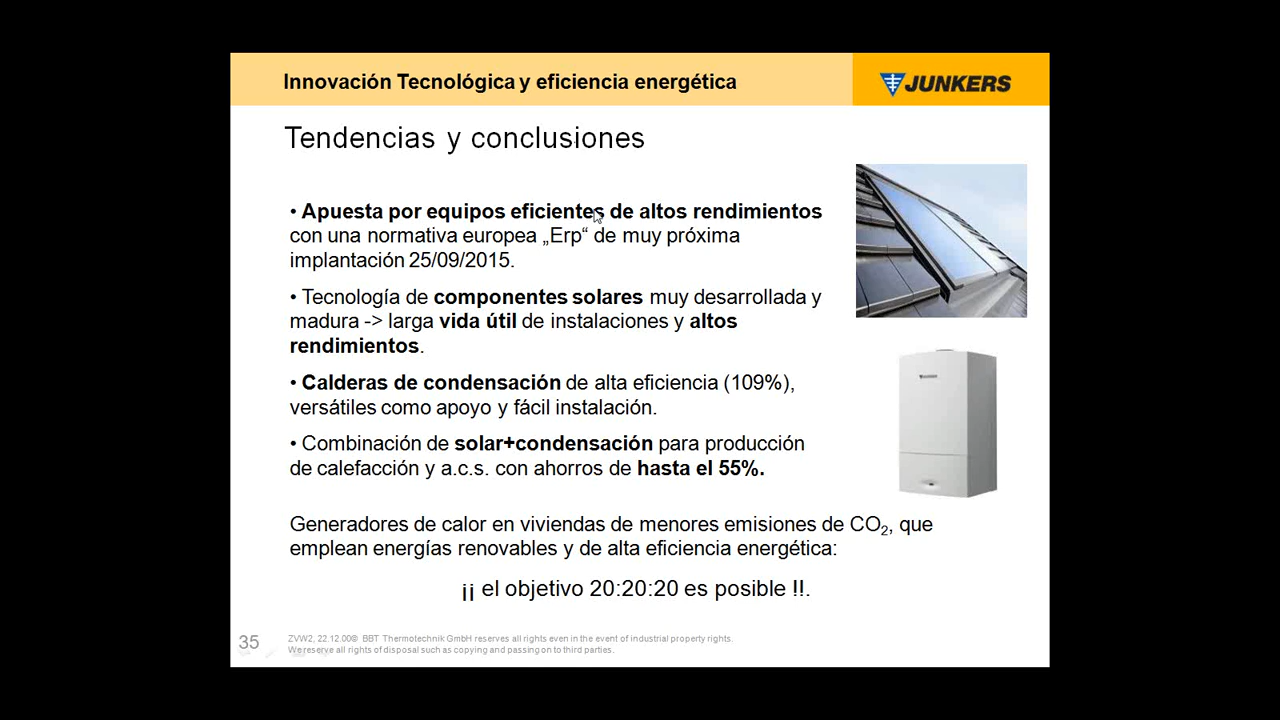 Innovación Tecnológica y eficiencia energética
JUNKERS
Tendencias y conclusiones
• Apuesta por equipos eficientes de altos rendimientos
con una normativa europea „Erp“ de muy próxima
implantación 25/09/2015.
• Tecnología de componentes solares muy desarrollada y
madura -> larga vida útil de instalaciones y altos
rendimientos.
• Calderas de condensación de alta eficiencia (109%),
versátiles como apoyo y fácil instalación.
• Combinación de solar+condensación para producción
de calefacción y a.c.s. con ahorros de hasta el 55%.
Generadores de calor en viviendas de menores emisiones de CO₂, que
emplean energías renovables y de alta eficiencia energética:
¡¡ el objetivo 20:20:20 es posible !!.
35
ZVW2, 22.12.00© BBT Thermotechnik GmbH reserves all rights even in the event of industrial property rights.
We reserve all rights of disposal such as copying and passing on to third parties.